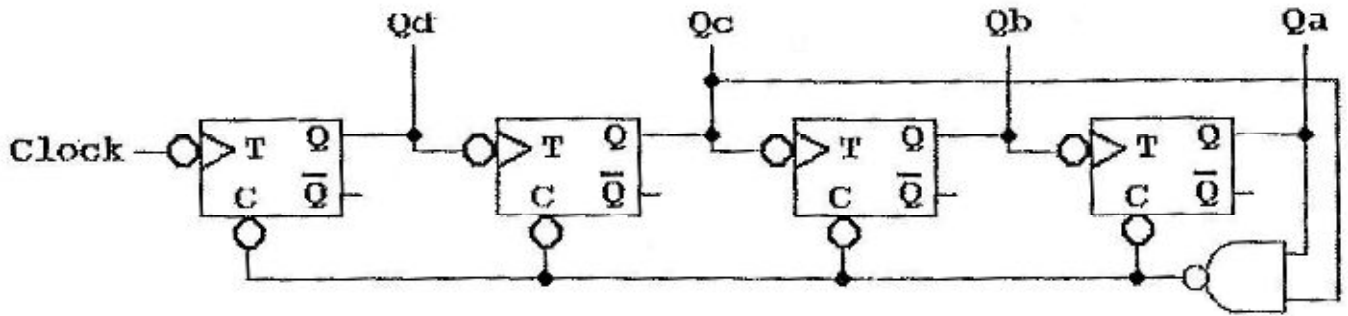 Qd Qc Qb Qa
Clock T Q T Q T Q T Q
C Q̅ C Q̅ C Q̅ C Q̅